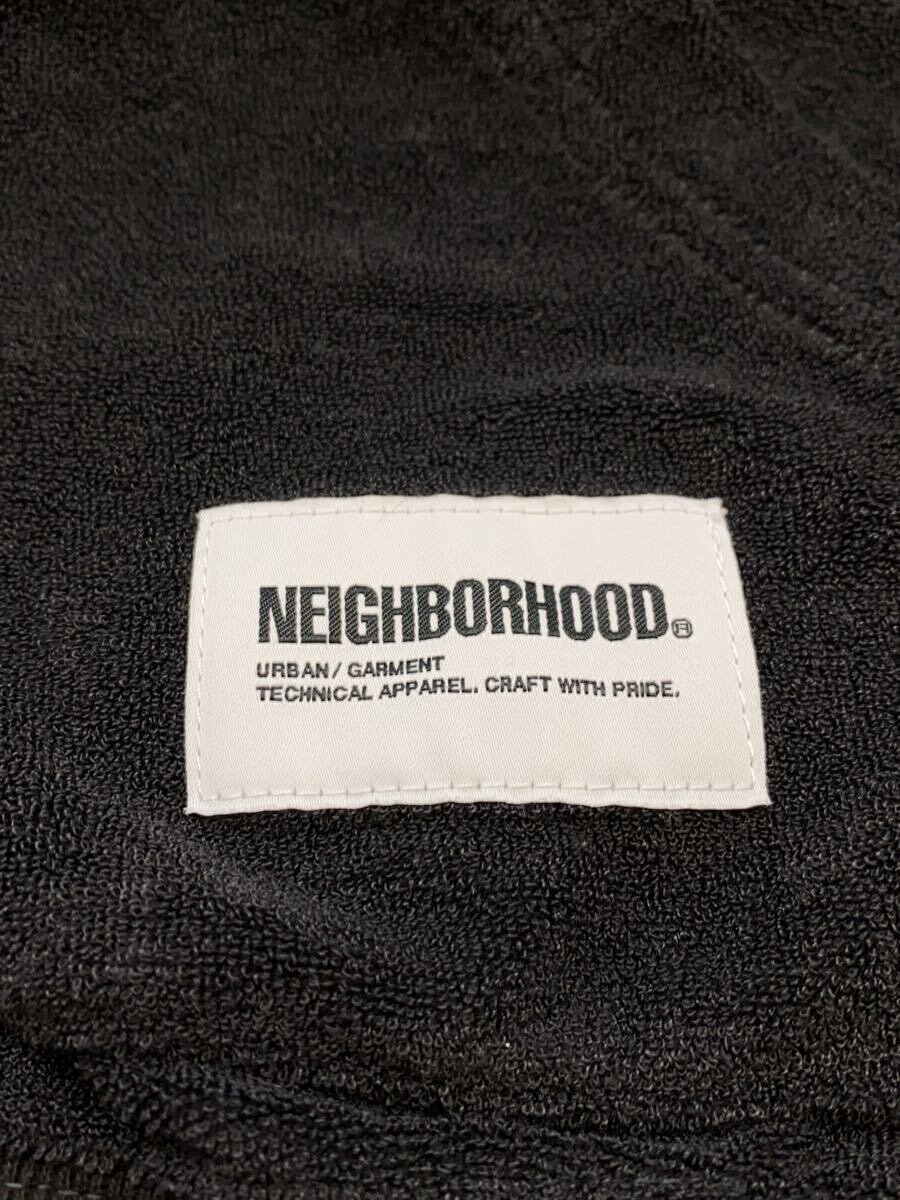 NEIGHBORHOOD®
URBAN/ GARMENT
TECHNICAL APPAREL. CRAFT WITH PRIDE.